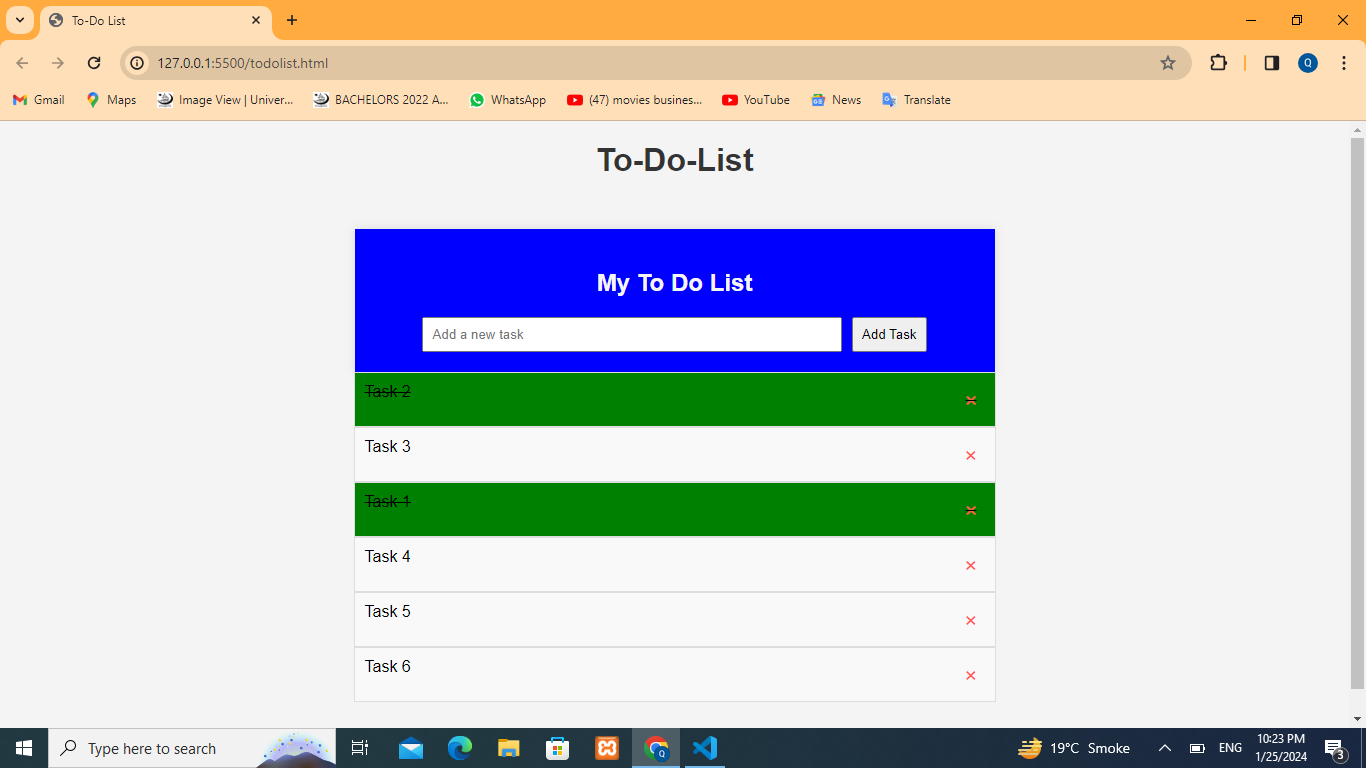 To-Do List
127.0.0.1:5500/todolist.html
Q
Gmail
Maps
Image View | Univer...
BACHELORS 2022 A...
WhatsApp
(47) movies busines...
YouTube
News
Translate
To-Do-List
My To Do List
Add a new task
Add Task
Task 2
Task 3
Task 1
Task 4
Task 5
Task 6
Type here to search
19°C Smoke
ENG
10:23 PM
1/25/2024
3